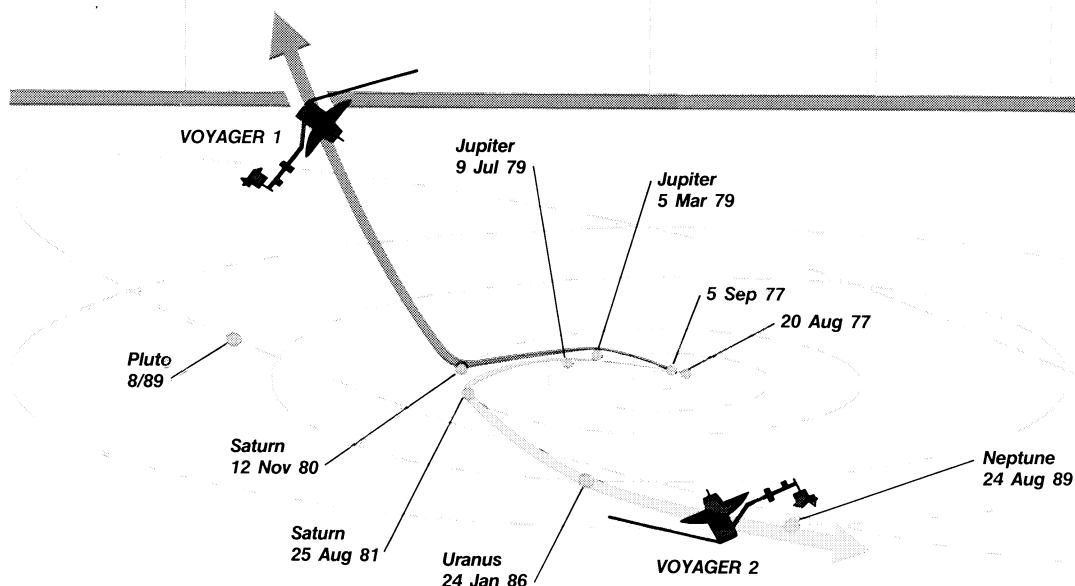 VOYAGER 1
Jupiter
9 Jul 79
Jupiter
5 Mar 79
5 Sep 77
20 Aug 77
Pluto
8/89
Saturn
12 Nov 80
Neptune
24 Aug 89
Saturn
25 Aug 81
Uranus
24 Jan 86
VOYAGER 2